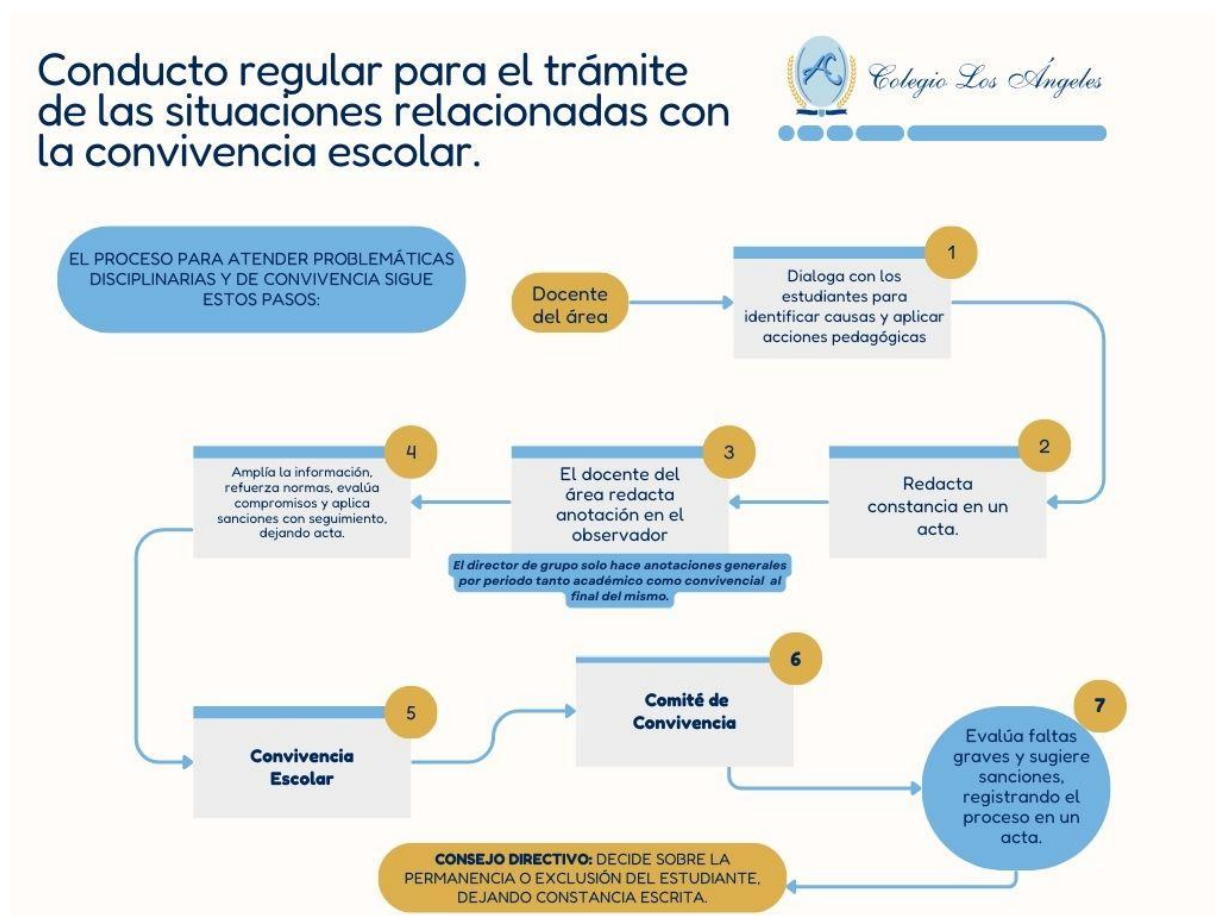 Conducto regular para el trámite
de las situaciones relacionadas con
la convivencia escolar.
AC
Colegio Los Ángeles
EL PROCESO PARA ATENDER PROBLEMÁTICAS
DISCIPLINARIAS Y DE CONVIVENCIA SIGUE
ESTOS PASOS:
Docente
del área
1
Dialoga con los
estudiantes para
identificar causas y aplicar
acciones pedagógicas
2
Redacta
constancia en un
acta.
3
El docente del
área redacta
anotación en el
observador
El director de grupo solo hace anotaciones generales
por periodo tanto académico como convivencial al
final del mismo.
4
Amplía la información,
refuerza normas, evalúa
compromisos y aplica
sanciones con seguimiento,
dejando acta.
5
Convivencia
Escolar
6
Comité de
Convivencia
7
Evalúa faltas
graves y sugiere
sanciones,
registrando el
proceso en un
acta.
CONSEJO DIRECTIVO: DECIDE SOBRE LA
PERMANENCIA O EXCLUSIÓN DEL ESTUDIANTE,
DEJANDO CONSTANCIA ESCRITA.